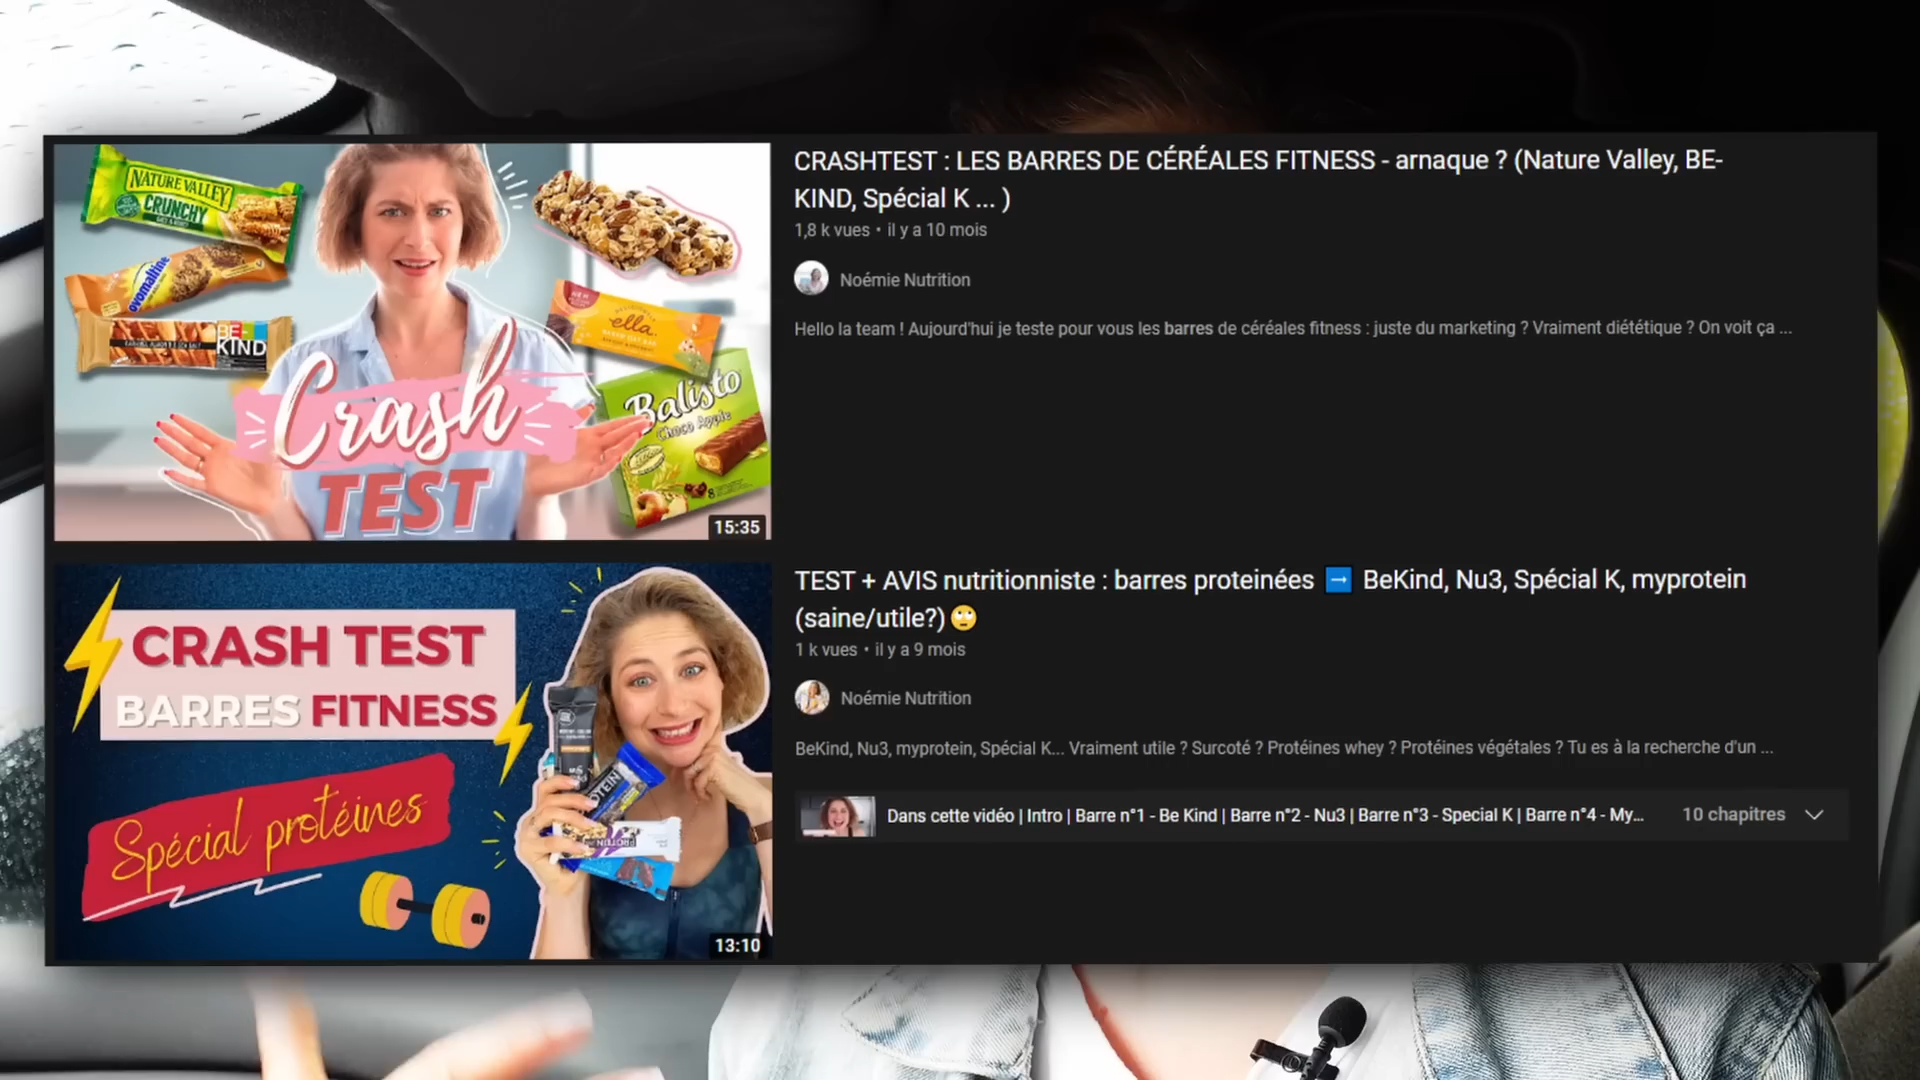 NATURE VALLEY
CRUNCHY
ovomaltine
BE-
KIND
ella
Balisto
Choco Apple
8
Crash
TEST
15:35
CRASHTEST : LES BARRES DE CÉRÉALES FITNESS - arnaque ? (Nature Valley, BE-
KIND, Spécial K ... )
1,8 k vues • il y a 10 mois
Noémie Nutrition
Hello la team ! Aujourd'hui je teste pour vous les barres de céréales fitness : juste du marketing ? Vraiment diététique ? On voit ça ...
CRASH TEST
BARRES FITNESS
Spécial protéines
PROTEIN
13:10
TEST + AVIS nutritionniste : barres proteinées ➡️ BeKind, Nu3, Spécial K, myprotein
(saine/utile?) 🙄
1 k vues • il y a 9 mois
Noémie Nutrition
BeKind, Nu3, myprotein, Spécial K... Vraiment utile ? Surcoté ? Protéines whey ? Protéines végétales ? Tu es à la recherche d'un ...
Dans cette vidéo | Intro | Barre n°1 - Be Kind | Barre n°2 - Nu3 | Barre n°3 - Special K | Barre n°4 - My...
10 chapitres